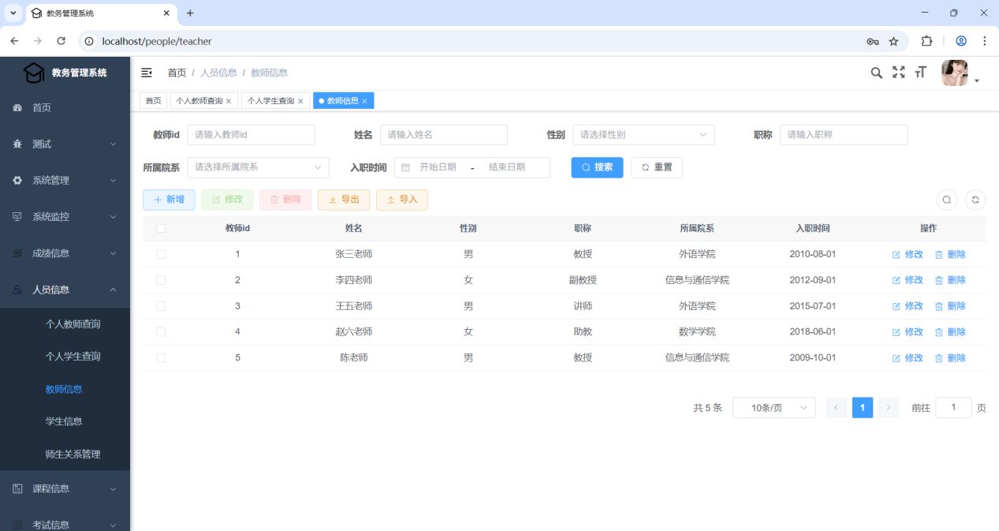 教务管理系统
localhost/people/teacher
教务管理系统
首页
测试
系统管理
系统监控
成绩信息
人员信息
个人教师查询
个人学生查询
教师信息
学生信息
师生关系管理
课程信息
考试信息
首页 / 人员信息 / 教师信息
首页 个人教师查询 个人学生查询 教师信息
教师id 请输入教师id 姓名 请输入姓名 性别 请选择性别 职称 请输入职称
所属院系 请选择所属院系 入职时间 开始日期 - 结束日期 搜索 重置
新增 修改 删除 导出 导入
教师id 姓名 性别 职称 所属院系 入职时间 操作
1 张三老师 男 教授 外语学院 2010-08-01 修改 删除
2 李四老师 女 副教授 信息与通信学院 2012-09-01 修改 删除
3 王五老师 男 讲师 外语学院 2015-07-01 修改 删除
4 赵六老师 女 助教 数学学院 2018-06-01 修改 删除
5 陈老师 男 教授 信息与通信学院 2009-10-01 修改 删除
共 5 条 10条/页 1 前往 1 页